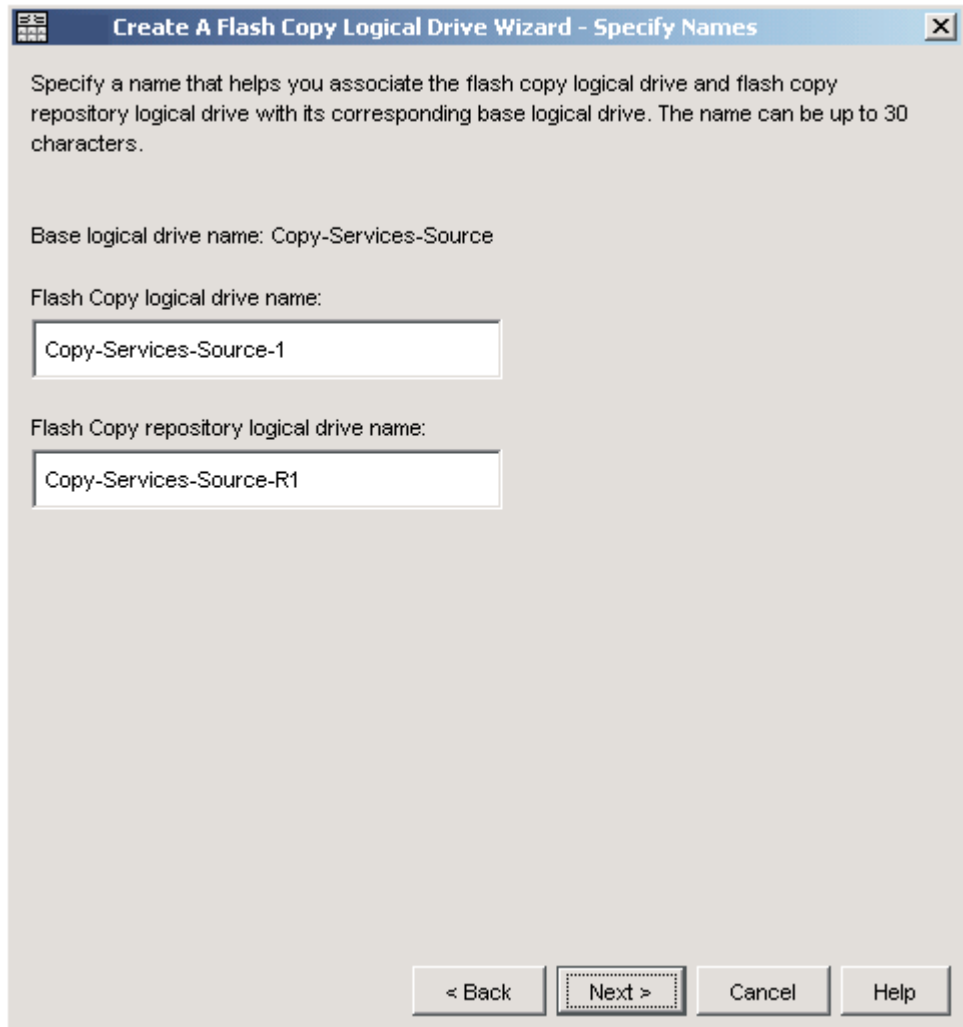 Create A Flash Copy Logical Drive Wizard - Specify Names
Specify a name that helps you associate the flash copy logical drive and flash copy
repository logical drive with its corresponding base logical drive. The name can be up to 30
characters.
Base logical drive name: Copy-Services-Source
Flash Copy logical drive name:
Copy-Services-Source-1
Flash Copy repository logical drive name:
Copy-Services-Source-R1
< Back Next > Cancel Help